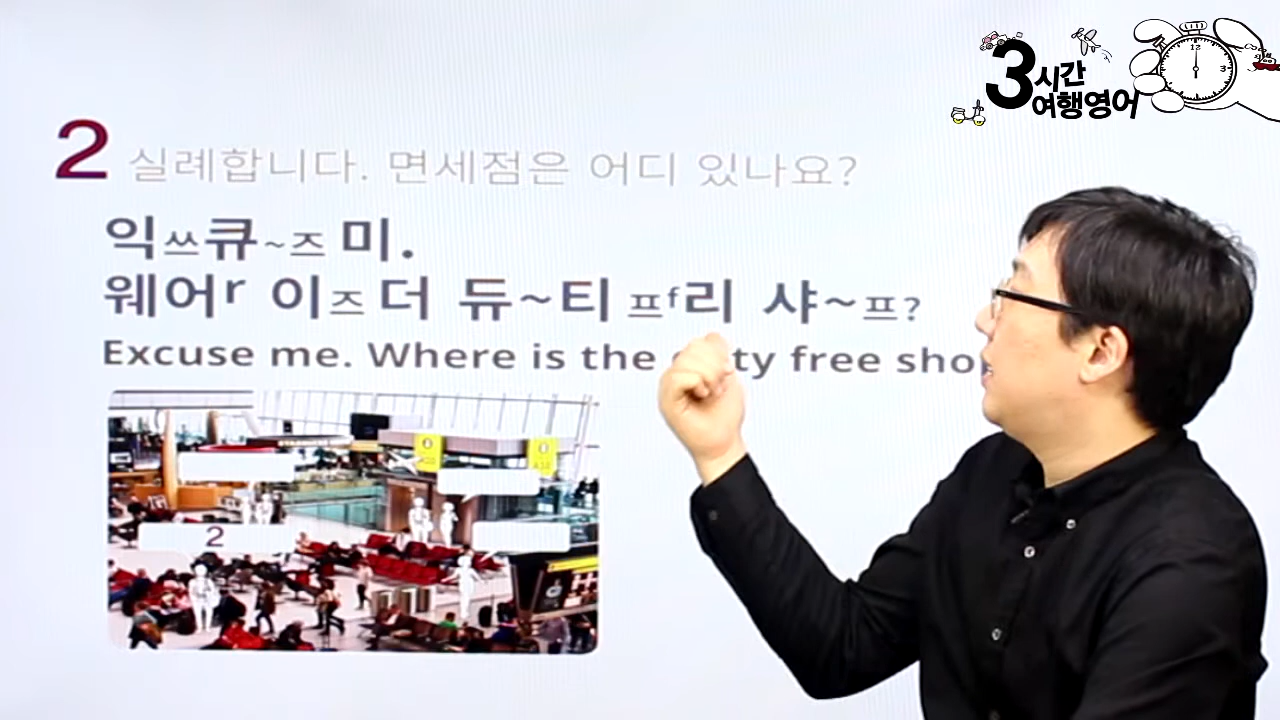 3시간
여행영어
2 실례합니다. 면세점은 어디 있나요?
익쓰큐~즈 미.
웨어r 이즈 더 듀~티 프f리 샤~프?
Excuse me. Where is the free
2